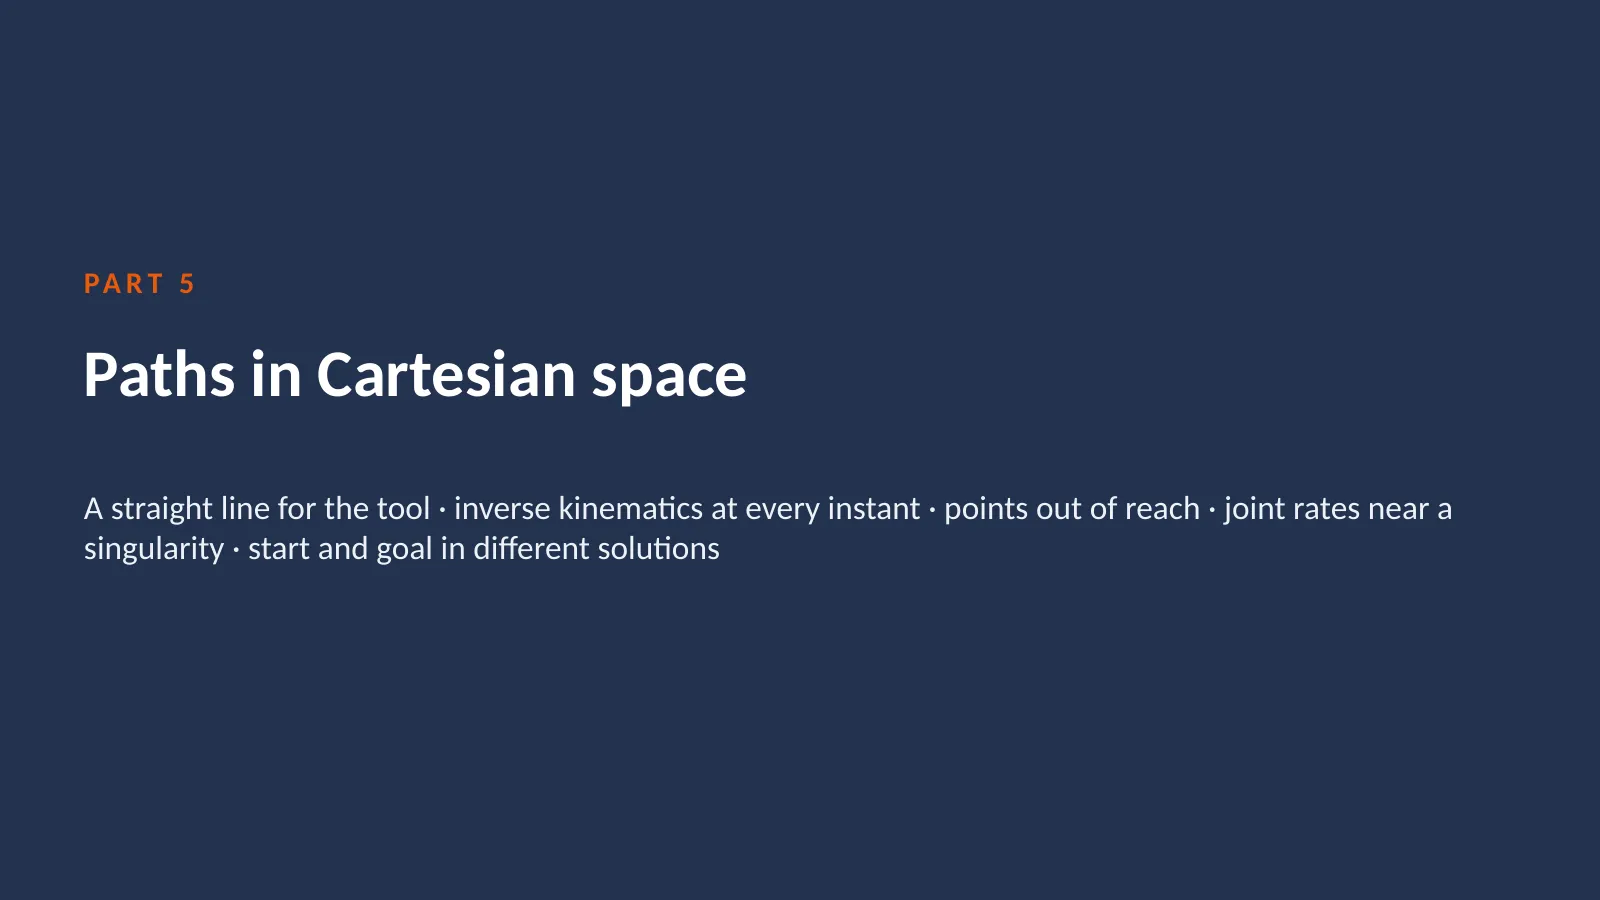 PART 5
Paths in Cartesian space
A straight line for the tool · inverse kinematics at every instant · points out of reach · joint rates near a
singularity · start and goal in different solutions